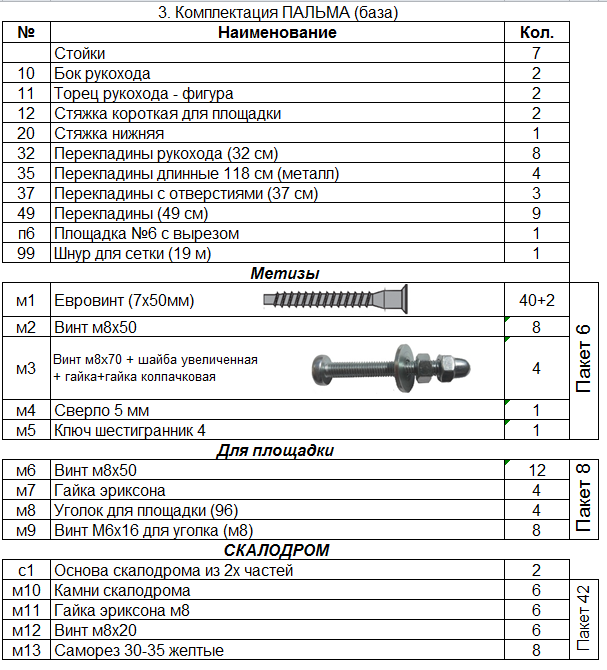 3. Комплектация ПАЛЬМА (база)
№ Наименование Кол.
Стойки 7
10 Бок рукохода 2
11 Торец рукохода - фигура 2
12 Стяжка короткая для площадки 2
20 Стяжка нижняя 1
32 Перекладины рукохода (32 см) 8
35 Перекладины длинные 118 см (металл) 4
37 Перекладины с отверстиями (37 см) 3
49 Перекладины (49 см) 9
п6 Площадка №6 с вырезом 1
99 Шнур для сетки (19 м) 1
Метизы
м1 Евровинт (7х50мм) 40+2
м2 Винт м8х50 8
м3 Винт м8х70 + шайба увеличенная
+ гайка+гайка колпачковая 4
м4 Сверло 5 мм 1
м5 Ключ шестигранник 4 1
Пакет 6
Для площадки
м6 Винт м8х50 12
м7 Гайка эриксона 4
м8 Уголок для площадки (96) 4
м9 Винт М6х16 для уголка (м8) 8
Пакет 8
СКАЛОДРОМ
с1 Основа скалодрома из 2х частей 2
м10 Камни скалодрома 6
м11 Гайка эриксона м8 6
м12 Винт м8х20 6
м13 Саморез 30-35 желтые 8
Пакет 42